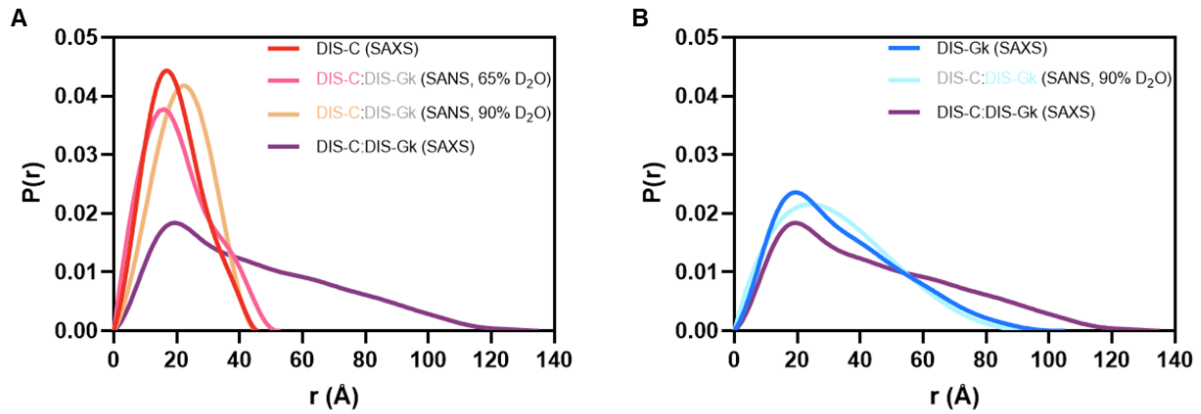 A
0.05
0.04
0.03
0.02
0.01
0.00
P(r)
0 20 40 60 80 100 120 140
r (Å)
DIS-C (SAXS)
DIS-C:DIS-Gk (SANS, 65% D₂O)
DIS-C:DIS-Gk (SANS, 90% D₂O)
DIS-C:DIS-Gk (SAXS)
B
0.05
0.04
0.03
0.02
0.01
0.00
P(r)
0 20 40 60 80 100 120 140
r (Å)
DIS-Gk (SAXS)
DIS-C:DIS-Gk (SANS, 90% D₂O)
DIS-C:DIS-Gk (SAXS)